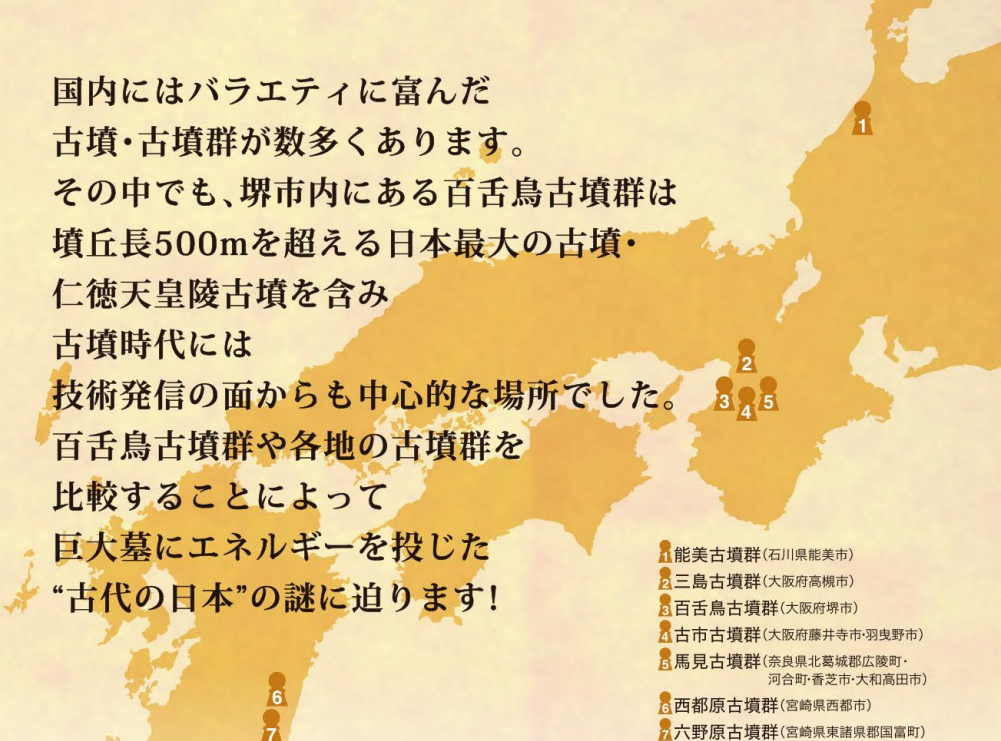 国内にはバラエティに富んだ
古墳・古墳群が数多くあります。
その中でも、堺市内にある百舌鳥古墳群は
墳丘長500mを超える日本最大の古墳・
仁徳天皇陵古墳を含み
古墳時代には
技術発信の面からも中心的な場所でした。
百舌鳥古墳群や各地の古墳群を
比較することによって
巨大墓にエネルギーを投じた
“古代の日本”の謎に迫ります!
1
2
3
4
5
6
7
1能美古墳群(石川県能美市)
2三島古墳群(大阪府高槻市)
3百舌鳥古墳群(大阪府堺市)
4古市古墳群(大阪府藤井寺市・羽曳野市)
5馬見古墳群(奈良県北葛城郡広陵町・
河合町・香芝市・大和高田市)
6西都原古墳群(宮崎県西都市)
7六野原古墳群(宮崎県東諸県郡国富町)